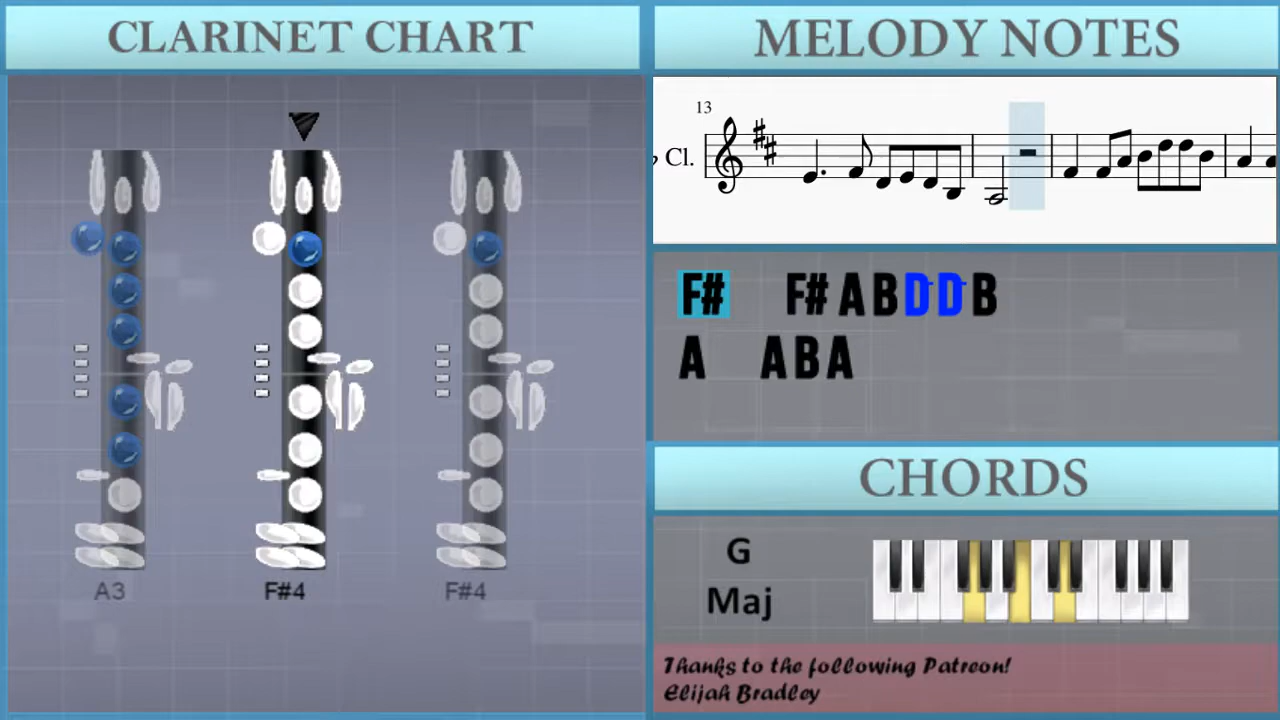 CLARINET CHART
A3
F#4
F#4
MELODY NOTES
13
♭ Cl.
F# F# A B D D B
A A B A
CHORDS
G
Maj
Thanks to the following Patreon!
Elijah Bradley